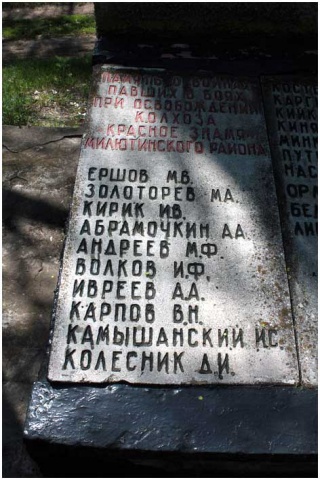 ПАВШИХ В БОЯХ
ПРИ ОСВОБОЖДЕНИИ
КОЛХОЗА
КРАСНОЕ ЗНАМЯ
МИЛЮТИНСКОГО РАЙОНА
ЕРШОВ М.В.
ЗОЛОТОРЕВ М.А.
КИРИК И.В.
АБРАМОЧКИН А.А.
АНДРЕЕВ М.Ф.
ВОЛКОВ И.Ф.
ИВРЕЕВ А.А.
КАРПОВ В.Н.
КАМЫШАНСКИЙ И.С.
КОЛЕСНИК Д.И.